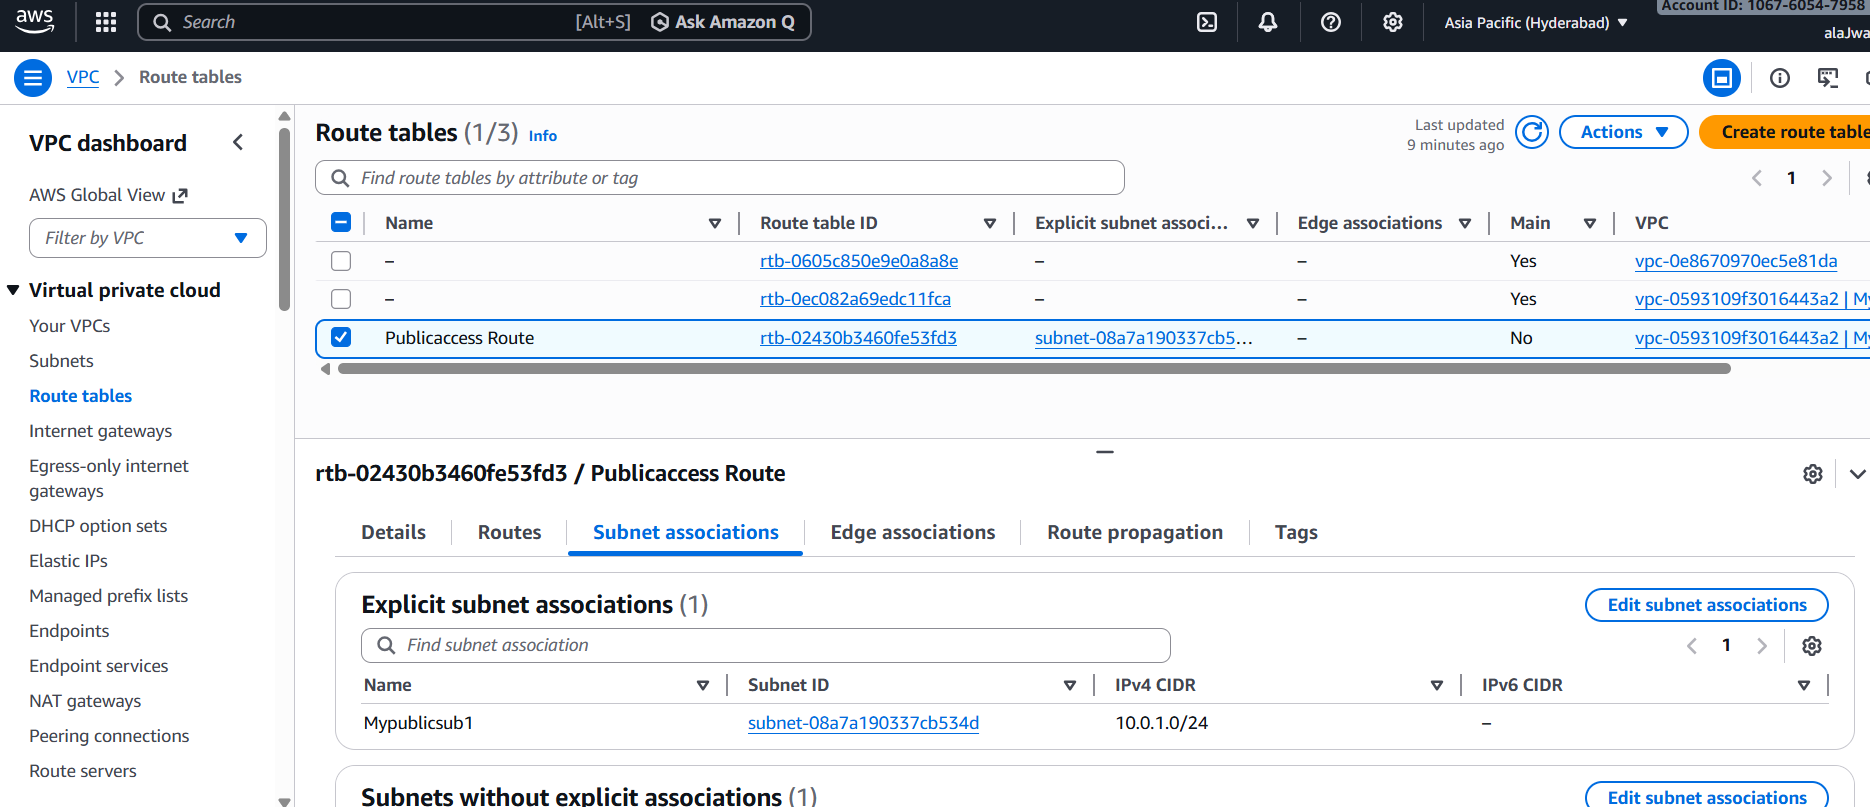 aws
Search [Alt+S] Ask Amazon Q
Asia Pacific (Hyderabad)
Account ID: 1067-6054-7958
VPC Route tables
VPC dashboard
AWS Global View
Filter by VPC
Virtual private cloud
Your VPCs
Subnets
Route tables
Internet gateways
Egress-only internet
gateways
DHCP option sets
Elastic IPs
Managed prefix lists
Endpoints
Endpoint services
NAT gateways
Peering connections
Route servers
Route tables (1/3) Info
Last updated
9 minutes ago
Actions
Create route table
Find route tables by attribute or tag
1
Name Route table ID Explicit subnet associ... Edge associations Main VPC
– rtb-0605c850e9e0a8a8e – – Yes vpc-0e8670970ec5e81da
– rtb-0ec082a69edc11fca – – Yes vpc-0593109f3016443a2 | My
Publicaccess Route rtb-02430b3460fe53fd3 subnet-08a7a190337cb5... – No vpc-0593109f3016443a2 | My
rtb-02430b3460fe53fd3 / Publicaccess Route
Details Routes Subnet associations Edge associations Route propagation Tags
Explicit subnet associations (1)
Edit subnet associations
Find subnet association
1
Name Subnet ID IPv4 CIDR IPv6 CIDR
Mypublicsub1 subnet-08a7a190337cb534d 10.0.1.0/24 –
Subnets without explicit associations (1)
Edit subnet associations